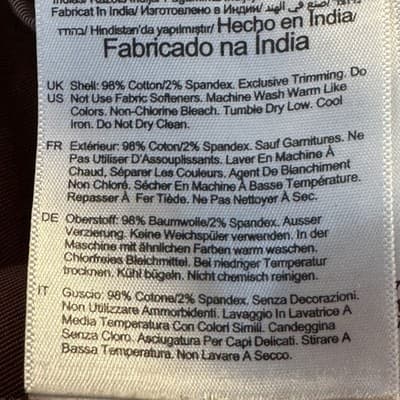 Fabricat In India/ Изготовлено в Индии/ صنع في الهند
Hindistan'da yapılmıştır/ Hecho en India/
Fabricado na Índia
UK Shell: 98% Cotton/2% Spandex. Exclusive Trimming. Do
US Not Use Fabric Softeners. Machine Wash Warm Like
Colors. Non-Chlorine Bleach. Tumble Dry Low. Cool
Iron. Do Not Dry Clean.
FR Extérieur: 98% Coton/2% Spandex. Sauf Garnitures. Ne
Pas Utiliser D'Assouplissants. Laver En Machine À
Chaud, Séparer Les Couleurs. Agent De Blanchiment
Non Chloré. Sécher En Machine À Basse Température.
Repasser À Fer Tiède. Ne Pas Nettoyer À Sec.
DE Oberstoff: 98% Baumwolle/2% Spandex. Ausser
Verzierung. Keine Weichspüler verwenden. In der
Maschine mit ähnlichen Farben warm waschen.
Chlorfreies Bleichmittel. Bei niedriger Temperatur
trocknen. Kühl bügeln. Nicht chemisch reinigen.
IT Guscio: 98% Cotone/2% Spandex. Senza Decorazioni.
Non Utilizzare Ammorbidenti. Lavaggio In Lavatrice A
Media Temperatura Con Colori Simili. Candeggina
Senza Cloro. Asciugatura Per Capi Delicati. Stirare A
Bassa Temperatura. Non Lavare A Secco.